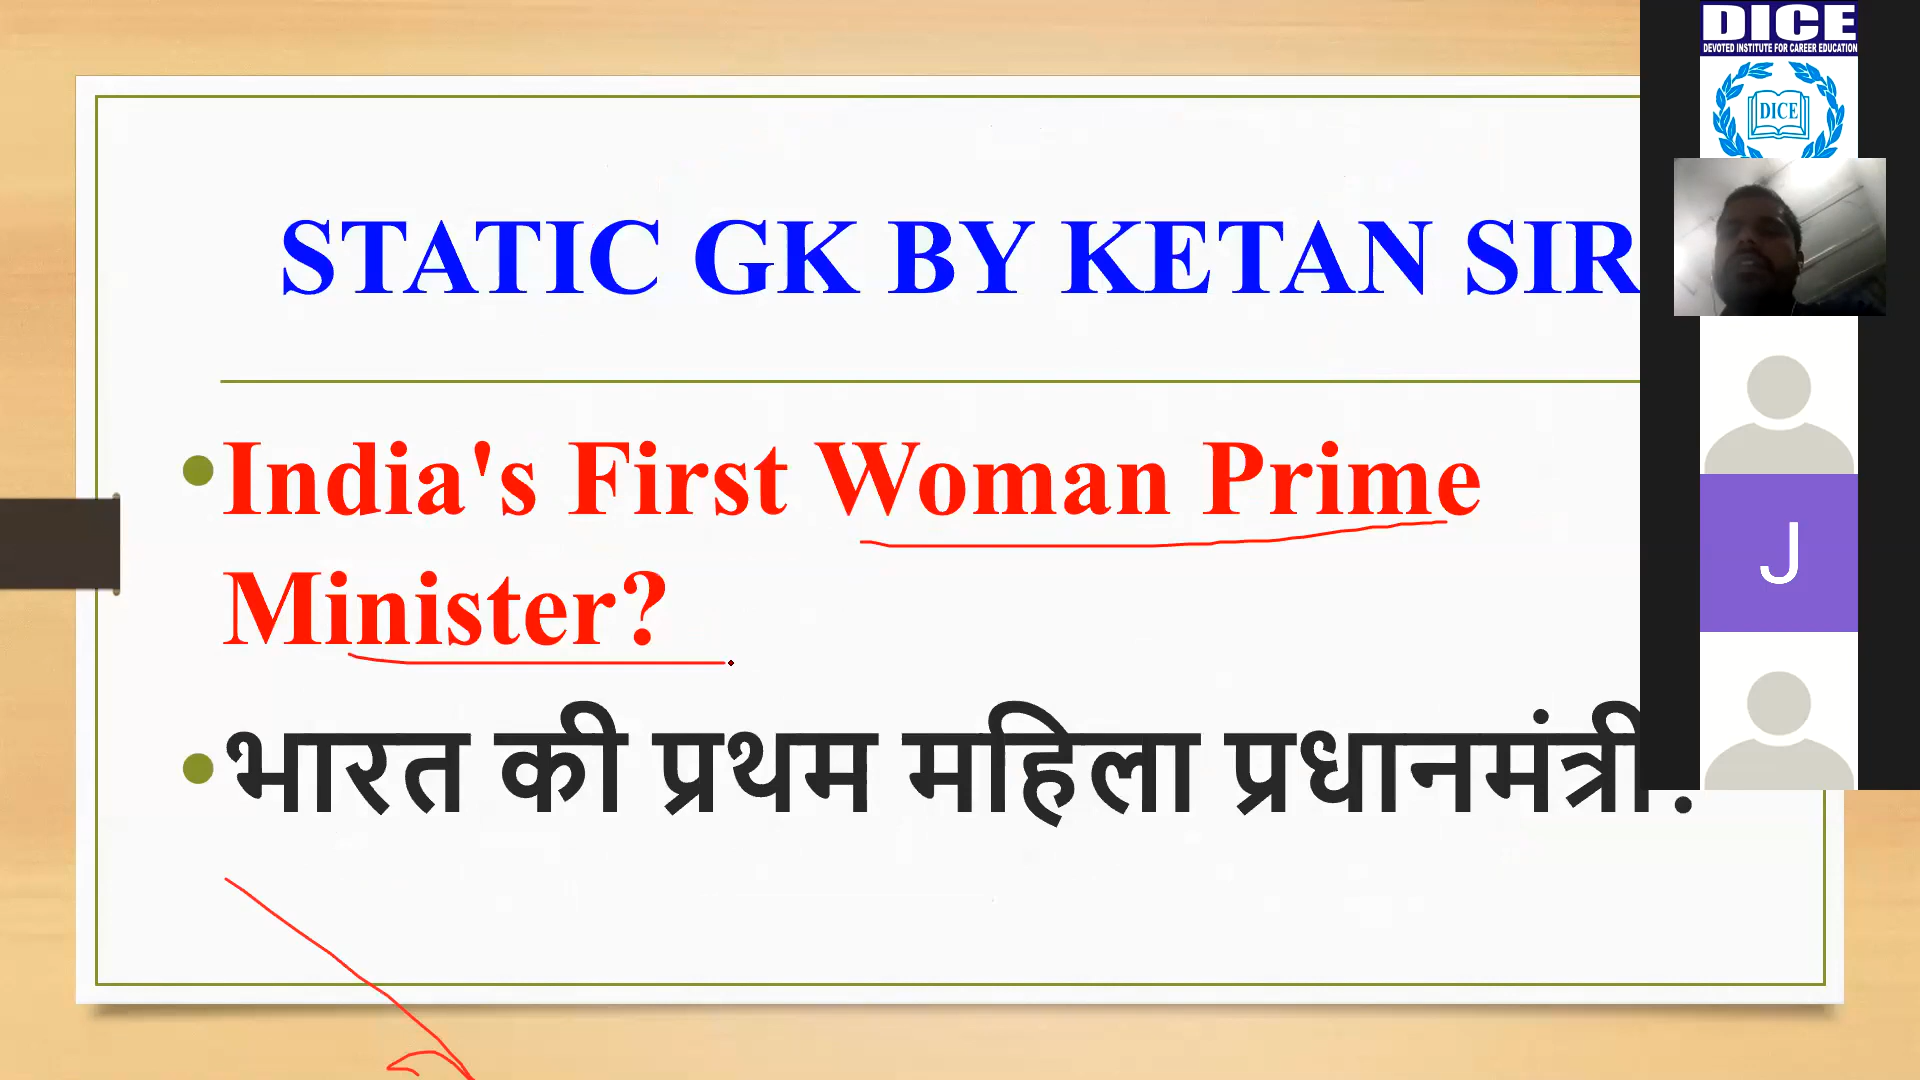 STATIC GK BY KETAN SIR
India's First Woman Prime
Minister?
भारत की प्रथम महिला प्रधानमंत्री?
DICE
DEVOTED INSTITUTE FOR CAREER EDUCATION
DICE
J